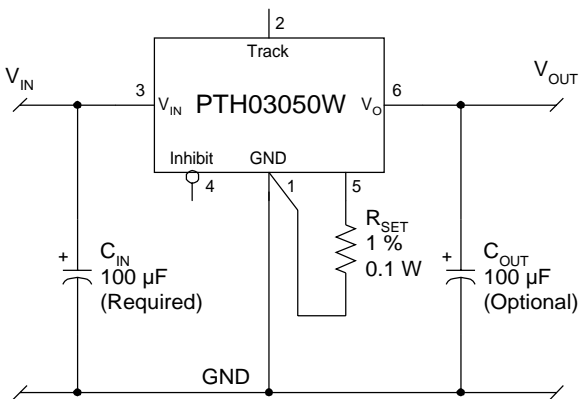 2
Track
V_IN
V_OUT
3
6
V_IN
PTH03050W
V_O
Inhibit
GND
4
1
5
R_SET
1 %
0.1 W
+
C_IN
100 µF
(Required)
+
C_OUT
100 µF
(Optional)
GND